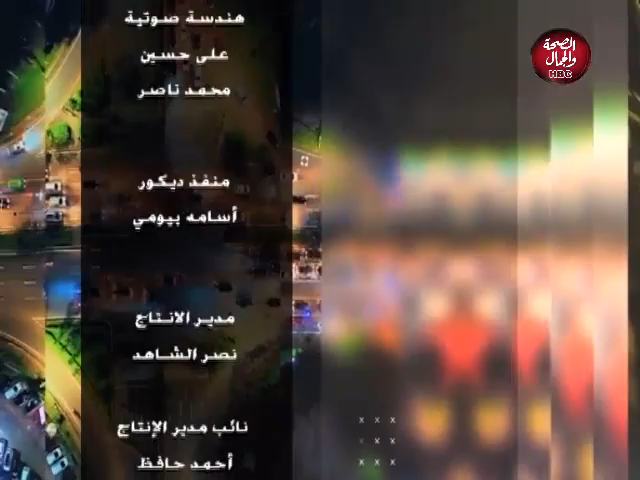 هندسة صوتية
على حسين
محمد ناصر
منفذ ديكور
أسامه بيومي
مدير الانتاج
نصر الشاهد
نائب مدير الإنتاج
أحمد حافظ
الصحة
والجمال
HBC
x x x
x x x
x x x